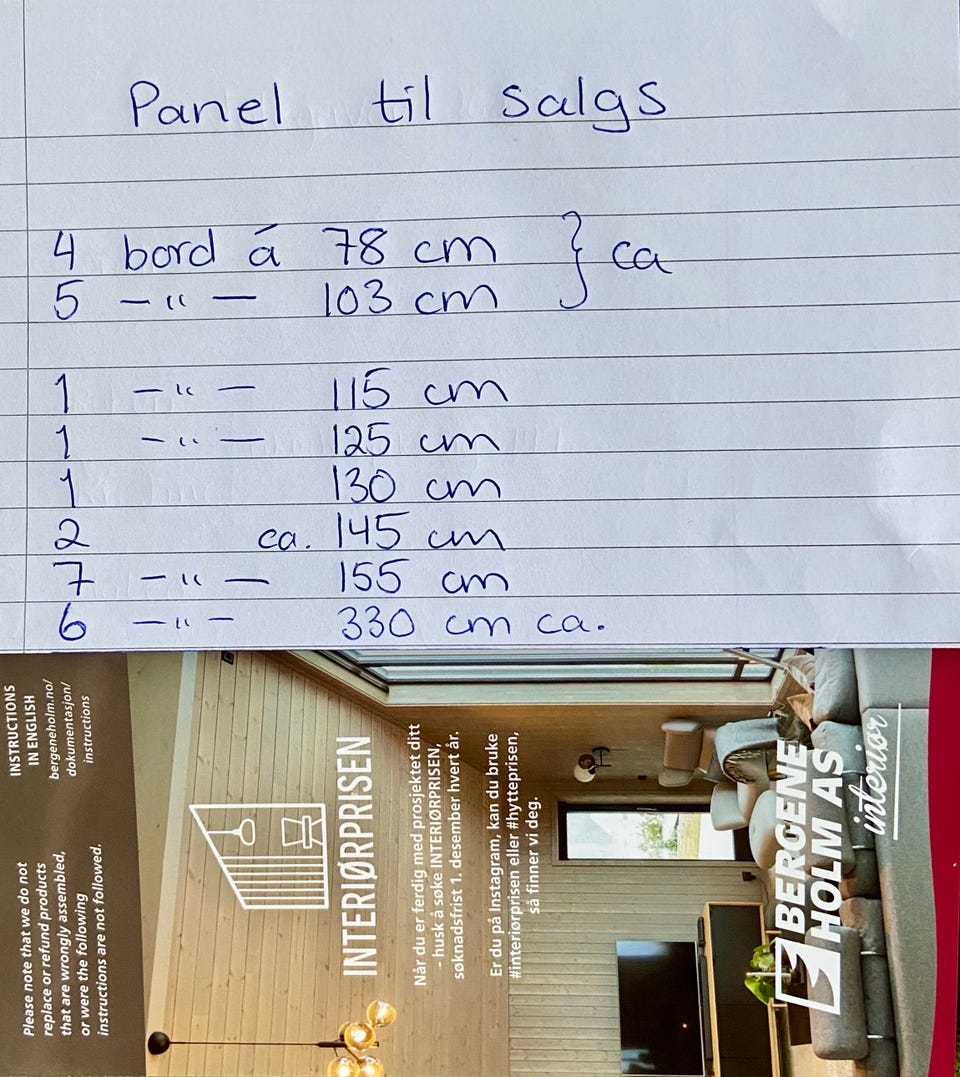 Panel til salgs
4 bord á 78 cm } ca
5 —〃— 103 cm
1 —〃— 115 cm
1 —〃— 125 cm
1 130 cm
2 ca. 145 cm
7 —〃— 155 cm
6 —〃— 330 cm ca.
INSTRUCTIONS
IN ENGLISH
bergeneholm.no/
dokumentasjon/
instructions
Please note that we do not
replace or refund products
that are wrongly assembled,
or were the following
instructions are not followed.
INTERIØRPRISEN
Når du er ferdig med prosjektet ditt
- husk å søke INTERIØRPRISEN,
søknadsfrist 1. desember hvert år.
Er du på Instagram, kan du bruke
#interiørprisen eller #hytteprisen,
så finner vi deg.
BERGENE
HOLM AS
interiør